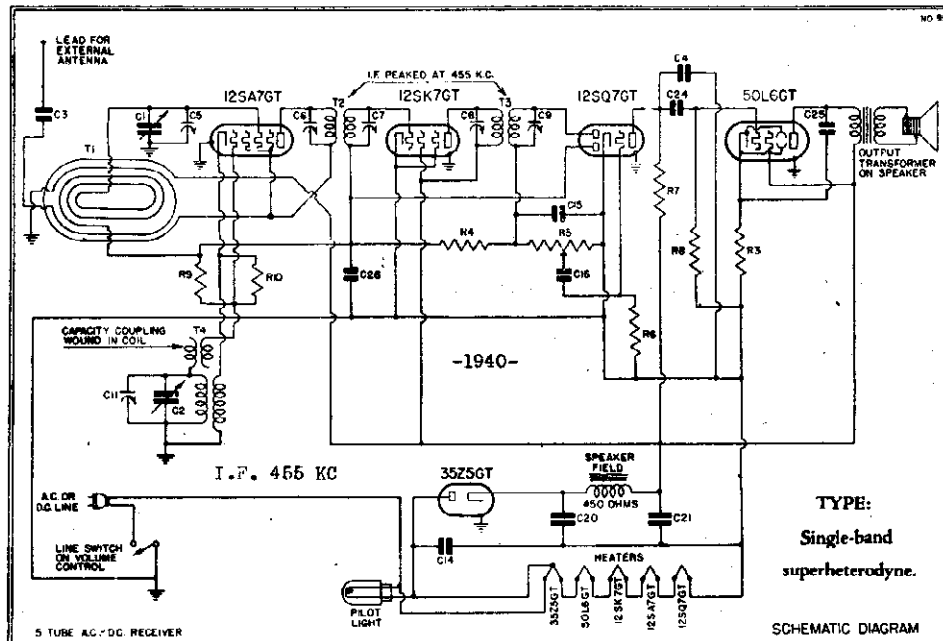 NO 9
LEAD FOR
EXTERNAL
ANTENNA
I.F. PEAKED AT 455 K.C.
12SA7GT
T2
12SK7GT
T3
12SQ7GT
C4
C24
50L6GT
C3
C1
C5
C6
C7
C8
C9
C25
T1
OUTPUT
TRANSFORMER
ON SPEAKER
R7
C15
R4
R5
R8
R3
R9
R10
C26
C16
R6
CAPACITY COUPLING
WOUND IN COIL
T4
-1940-
C11
C2
I.F. 455 KC
35Z5GT
SPEAKER
FIELD
450 OHMS
A.C. OR
D.C. LINE
C20
C21
TYPE:
Single-band
superheterodyne.
LINE SWITCH
ON VOLUME
CONTROL
C14
HEATERS
PILOT
LIGHT
35Z5GT
50L6GT
12SK7GT
12SA7GT
12SQ7GT
5 TUBE A.C.-D.C. RECEIVER
SCHEMATIC DIAGRAM